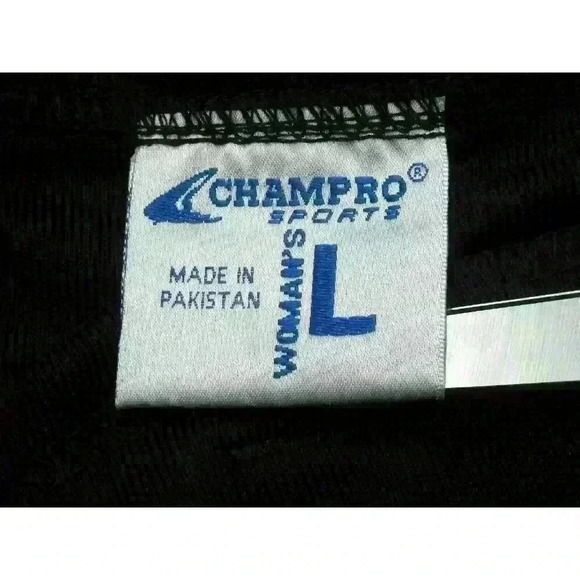 CHAMPRO®
SPORTS
MADE IN
PAKISTAN
WOMAN'S
L